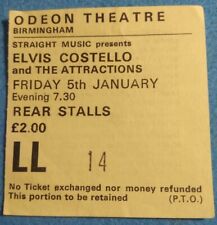 ODEON THEATRE
BIRMINGHAM
STRAIGHT MUSIC presents
ELVIS COSTELLO
and THE ATTRACTIONS
FRIDAY 5th JANUARY
Evening 7.30
REAR STALLS
£2.00
LL 14
No Ticket exchanged nor money refunded
This portion to be retained (P.T.O.)